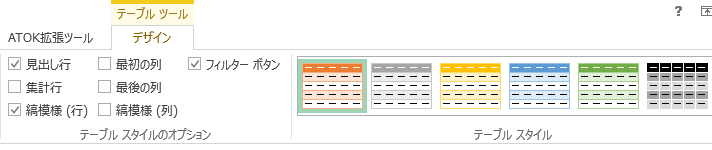 テーブル ツール
?
ATOK拡張ツール デザイン
見出し行 最初の列 フィルター ボタン
集計行 最後の列
縞模様 (行) 縞模様 (列)
テーブル スタイルのオプション テーブル スタイル